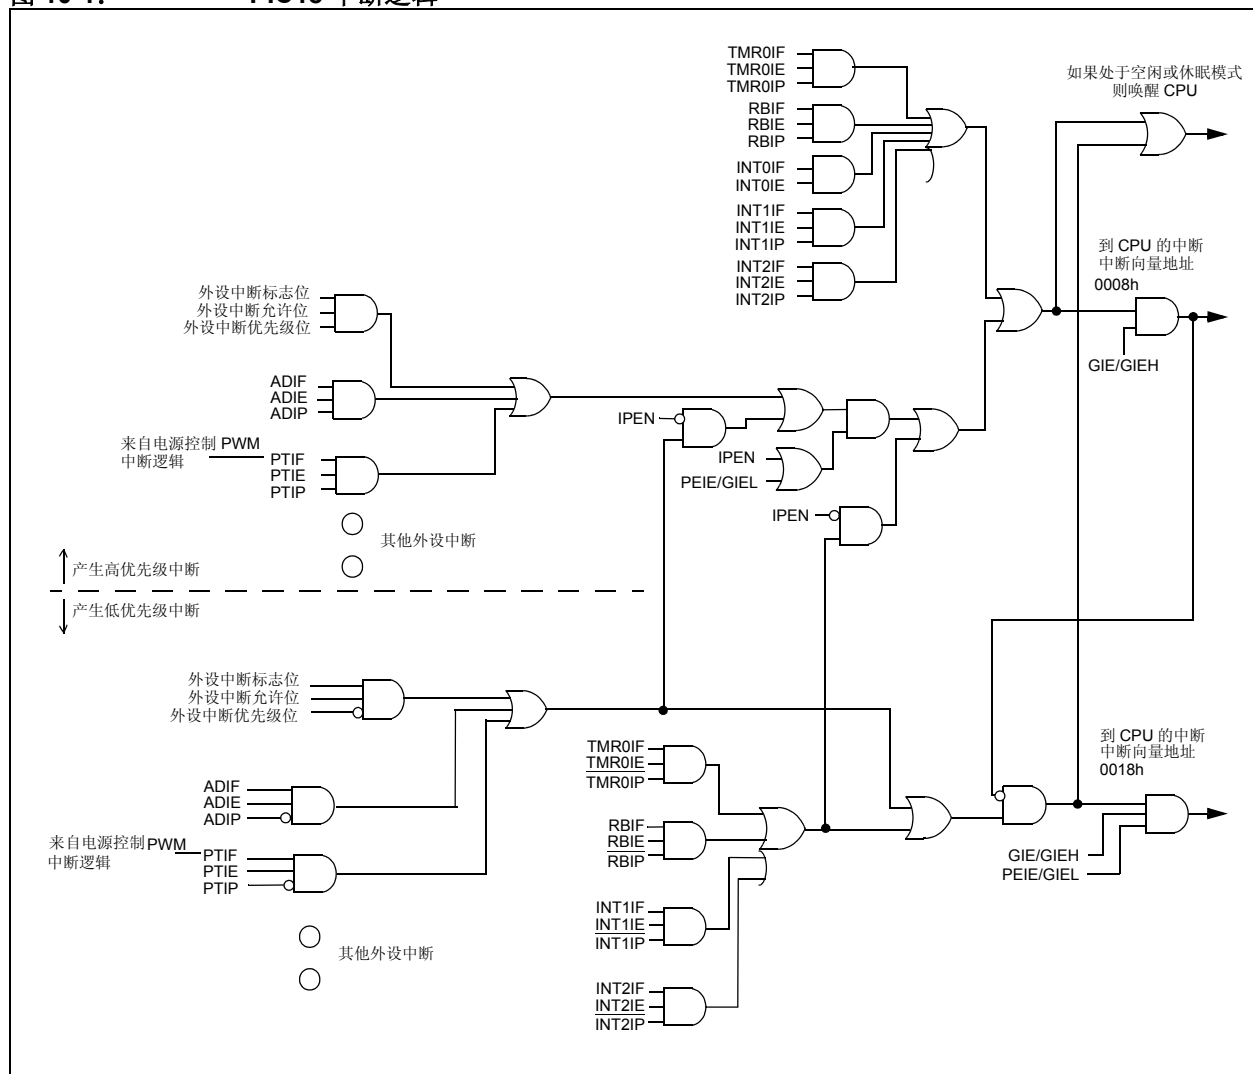 TMR0IF
TMR0IE
TMR0IP
RBIF
RBIE
RBIP
INT0IF
INT0IE
INT1IF
INT1IE
INT1IP
INT2IF
INT2IE
INT2IP
如果处于空闲或休眠模式
则唤醒 CPU
到 CPU 的中断
中断向量地址
0008h
GIE/GIEH
外设中断标志位
外设中断允许位
外设中断优先级位
ADIF
ADIE
ADIP
来自电源控制 PWM
中断逻辑
PTIF
PTIE
PTIP
其他外设中断
IPEN
IPEN
PEIE/GIEL
IPEN
产生高优先级中断
产生低优先级中断
外设中断标志位
外设中断允许位
外设中断优先级位
ADIF
ADIE
ADIP
来自电源控制 PWM
中断逻辑
PTIF
PTIE
PTIP
其他外设中断
TMR0IF
TMR0IE
TMR0IP
RBIF
RBIE
RBIP
INT1IF
INT1IE
INT1IP
INT2IF
INT2IE
INT2IP
到 CPU 的中断
中断向量地址
0018h
GIE/GIEH
PEIE/GIEL